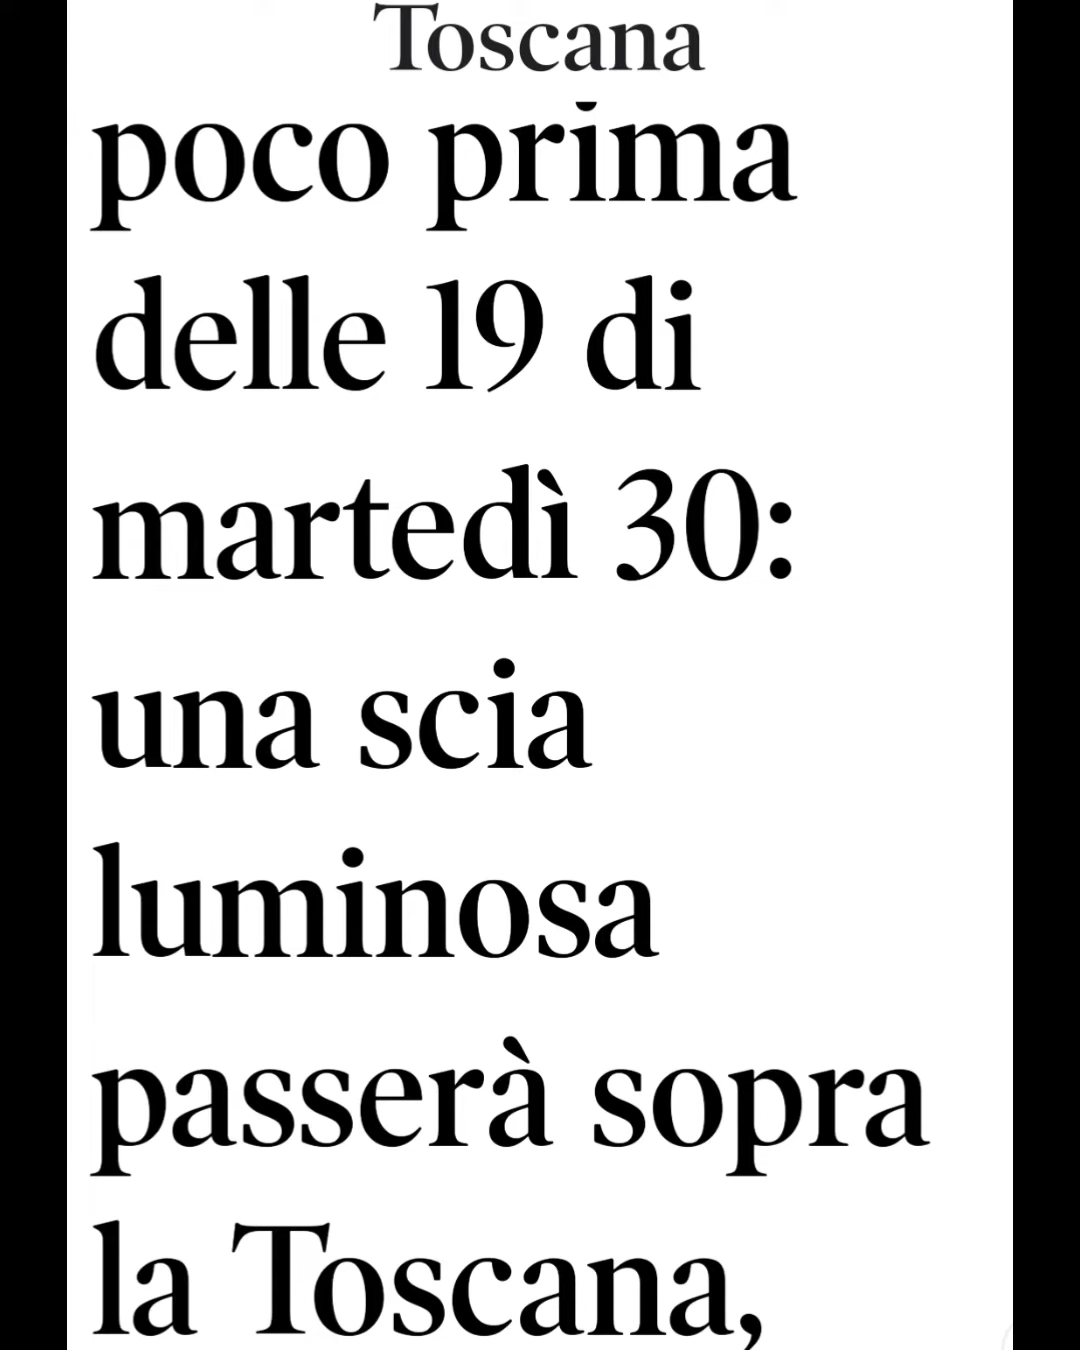 Toscana
poco prima
delle 19 di
martedì 30:
una scia
luminosa
passerà sopra
la Toscana,